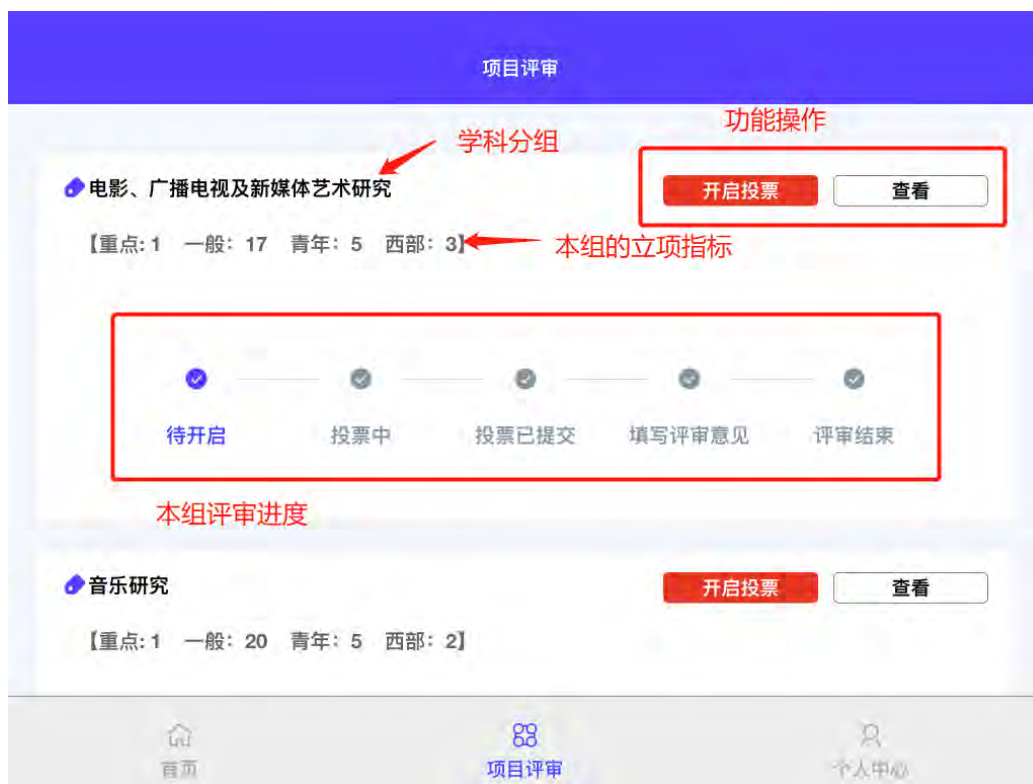 项目评审
功能操作
学科分组
电影、广播电视及新媒体艺术研究
开启投票
查看
【重点: 1 一般: 17 青年: 5 西部: 3】
本组的立项指标
待开启
投票中
投票已提交
填写评审意见
评审结束
本组评审进度
音乐研究
开启投票
查看
【重点: 1 一般: 20 青年: 5 西部: 2】
首页
项目评审
个人中心